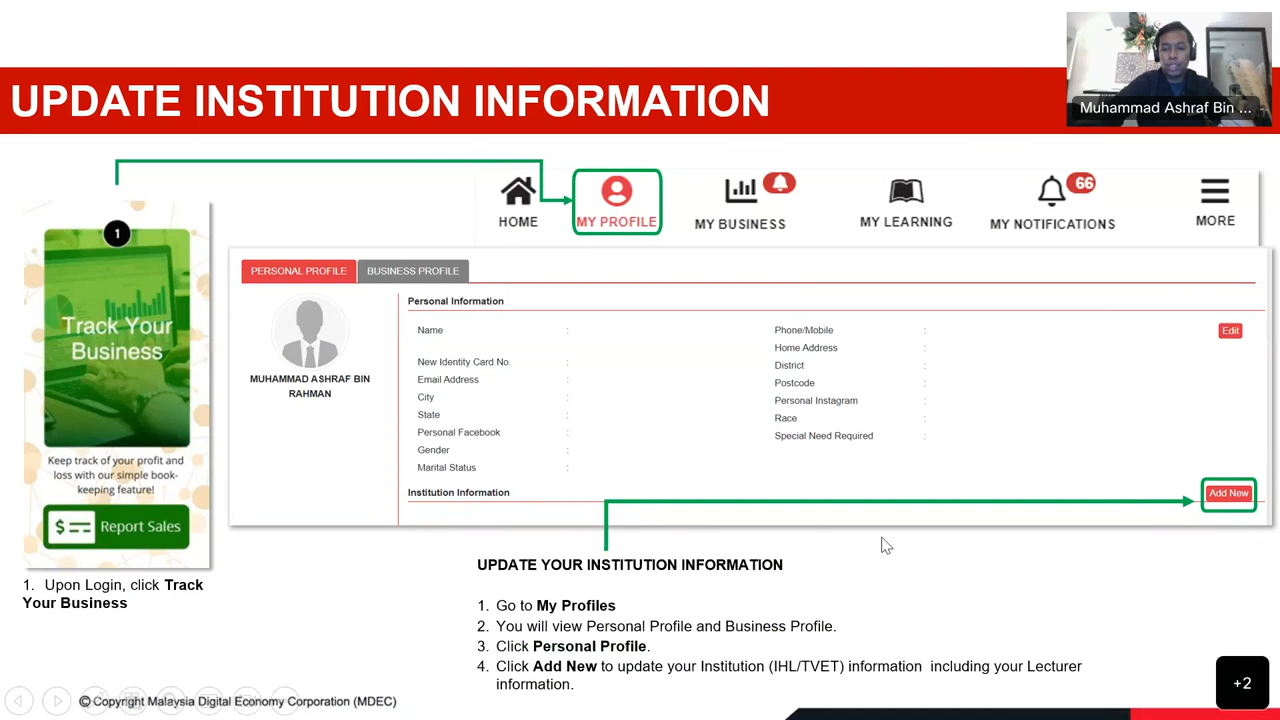 Muhammad Ashraf Bin ...
UPDATE INSTITUTION INFORMATION
HOME
MY PROFILE
MY BUSINESS
MY LEARNING
66
MY NOTIFICATIONS
MORE
1
Track Your
Business
Keep track of your profit and
loss with our simple book-
keeping feature!
$ Report Sales
1. Upon Login, click Track
Your Business
PERSONAL PROFILE
BUSINESS PROFILE
MUHAMMAD ASHRAF BIN
RAHMAN
Personal Information
Name :
New Identity Card No. :
Email Address :
City :
State :
Personal Facebook :
Gender :
Marital Status :
Phone/Mobile :
Home Address :
District :
Postcode :
Personal Instagram :
Race :
Special Need Required :
Edit
Institution Information
Add New
UPDATE YOUR INSTITUTION INFORMATION
1. Go to My Profiles
2. You will view Personal Profile and Business Profile.
3. Click Personal Profile.
4. Click Add New to update your Institution (IHL/TVET) information including your Lecturer
information.
© Copyright Malaysia Digital Economy Corporation (MDEC)
+2